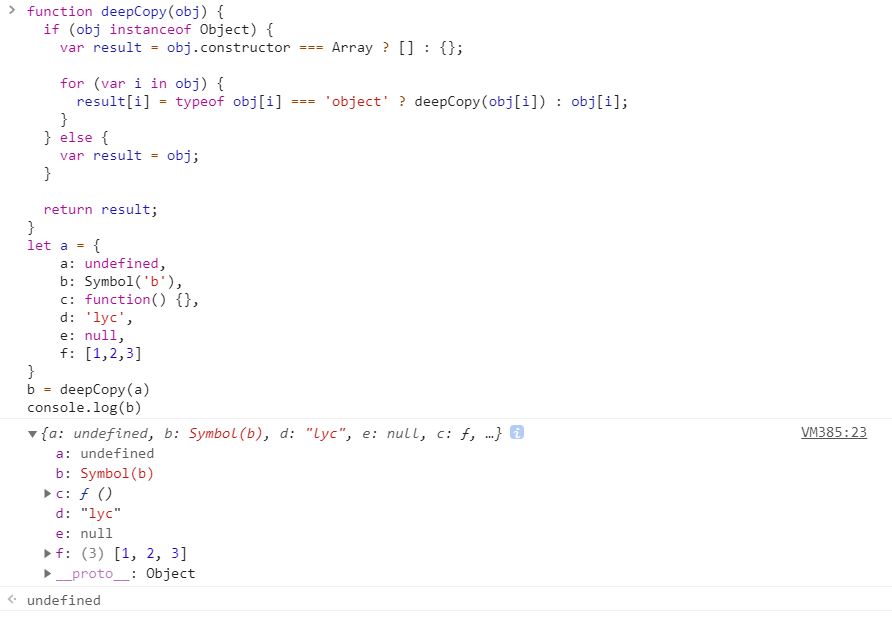 > function deepCopy(obj) {
  if (obj instanceof Object) {
    var result = obj.constructor === Array ? [] : {};

    for (var i in obj) {
      result[i] = typeof obj[i] === 'object' ? deepCopy(obj[i]) : obj[i];
    }
  } else {
    var result = obj;
  }

  return result;
}
let a = {
    a: undefined,
    b: Symbol('b'),
    c: function() {},
    d: 'lyc',
    e: null,
    f: [1,2,3]
}
b = deepCopy(a)
console.log(b)
▼{a: undefined, b: Symbol(b), d: "lyc", e: null, c: ƒ, …} i VM385:23
a: undefined
b: Symbol(b)
▶c: ƒ ()
d: "lyc"
e: null
▶f: (3) [1, 2, 3]
▶__proto__: Object
<· undefined